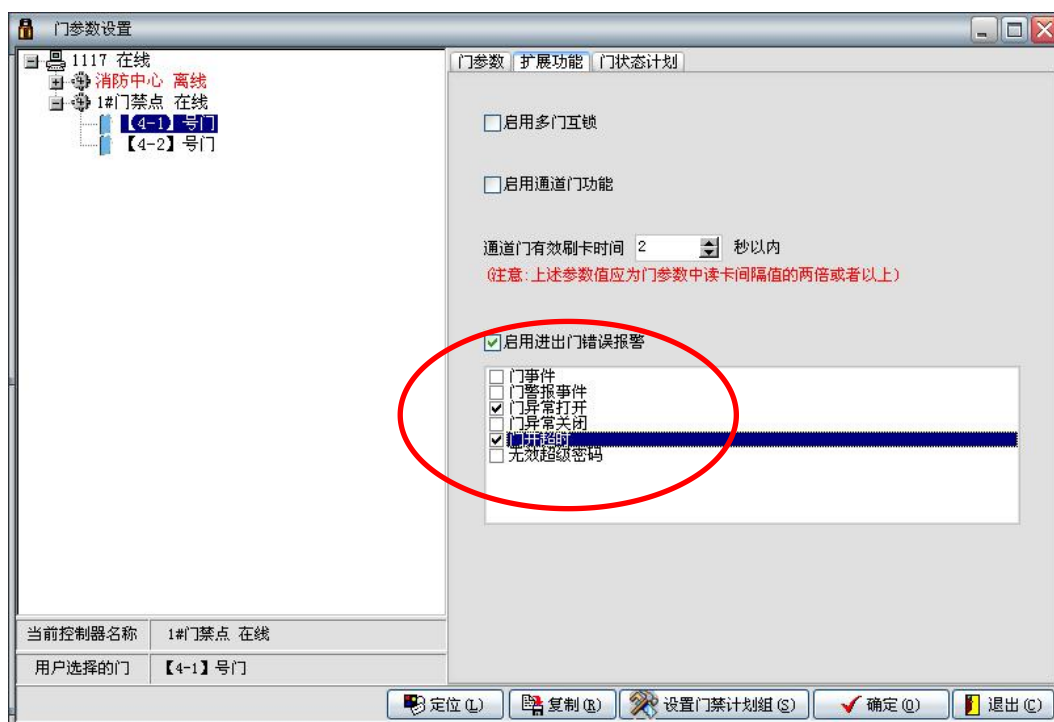 门参数设置
1117 在线
消防中心 离线
1#门禁点 在线
【4-1】号门
【4-2】号门
门参数 扩展功能 门状态计划
启用多门互锁
启用通道门功能
通道门有效刷卡时间 2 秒以内
(注意:上述参数值应为门参数中读卡间隔值的两倍或者以上)
启用进出门错误报警
门事件
门警报事件
门异常打开
门异常关闭
门开超时
无效超级密码
当前控制器名称 1#门禁点 在线
用户选择的门 【4-1】号门
定位(L) 复制(R) 设置门禁计划组(S) 确定(O) 退出(C)